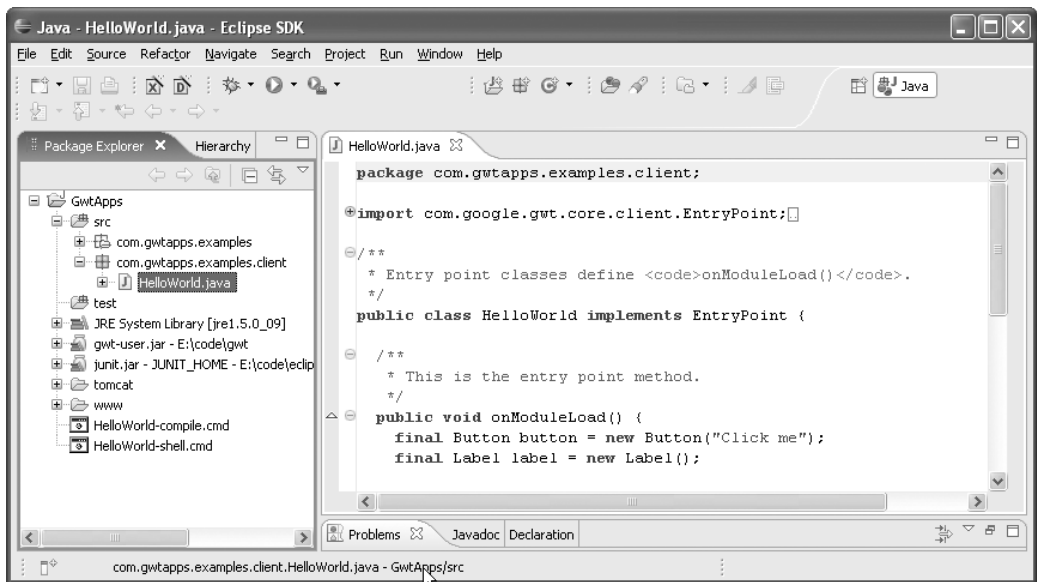 Java - HelloWorld.java - Eclipse SDK
File Edit Source Refactor Navigate Search Project Run Window Help
Java
Package Explorer Hierarchy
GwtApps
src
com.gwtapps.examples
com.gwtapps.examples.client
HelloWorld.java
test
JRE System Library [jre1.5.0_09]
gwt-user.jar - E:\code\gwt
junit.jar - JUNIT_HOME - E:\code\eclip
tomcat
www
HelloWorld-compile.cmd
HelloWorld-shell.cmd
HelloWorld.java
package com.gwtapps.examples.client;
import com.google.gwt.core.client.EntryPoint;
/**
* Entry point classes define <code>onModuleLoad()</code>.
*/
public class HelloWorld implements EntryPoint {
/**
* This is the entry point method.
*/
public void onModuleLoad() {
final Button button = new Button("Click me");
final Label label = new Label();
Problems Javadoc Declaration
com.gwtapps.examples.client.HelloWorld.java - GwtApps/src